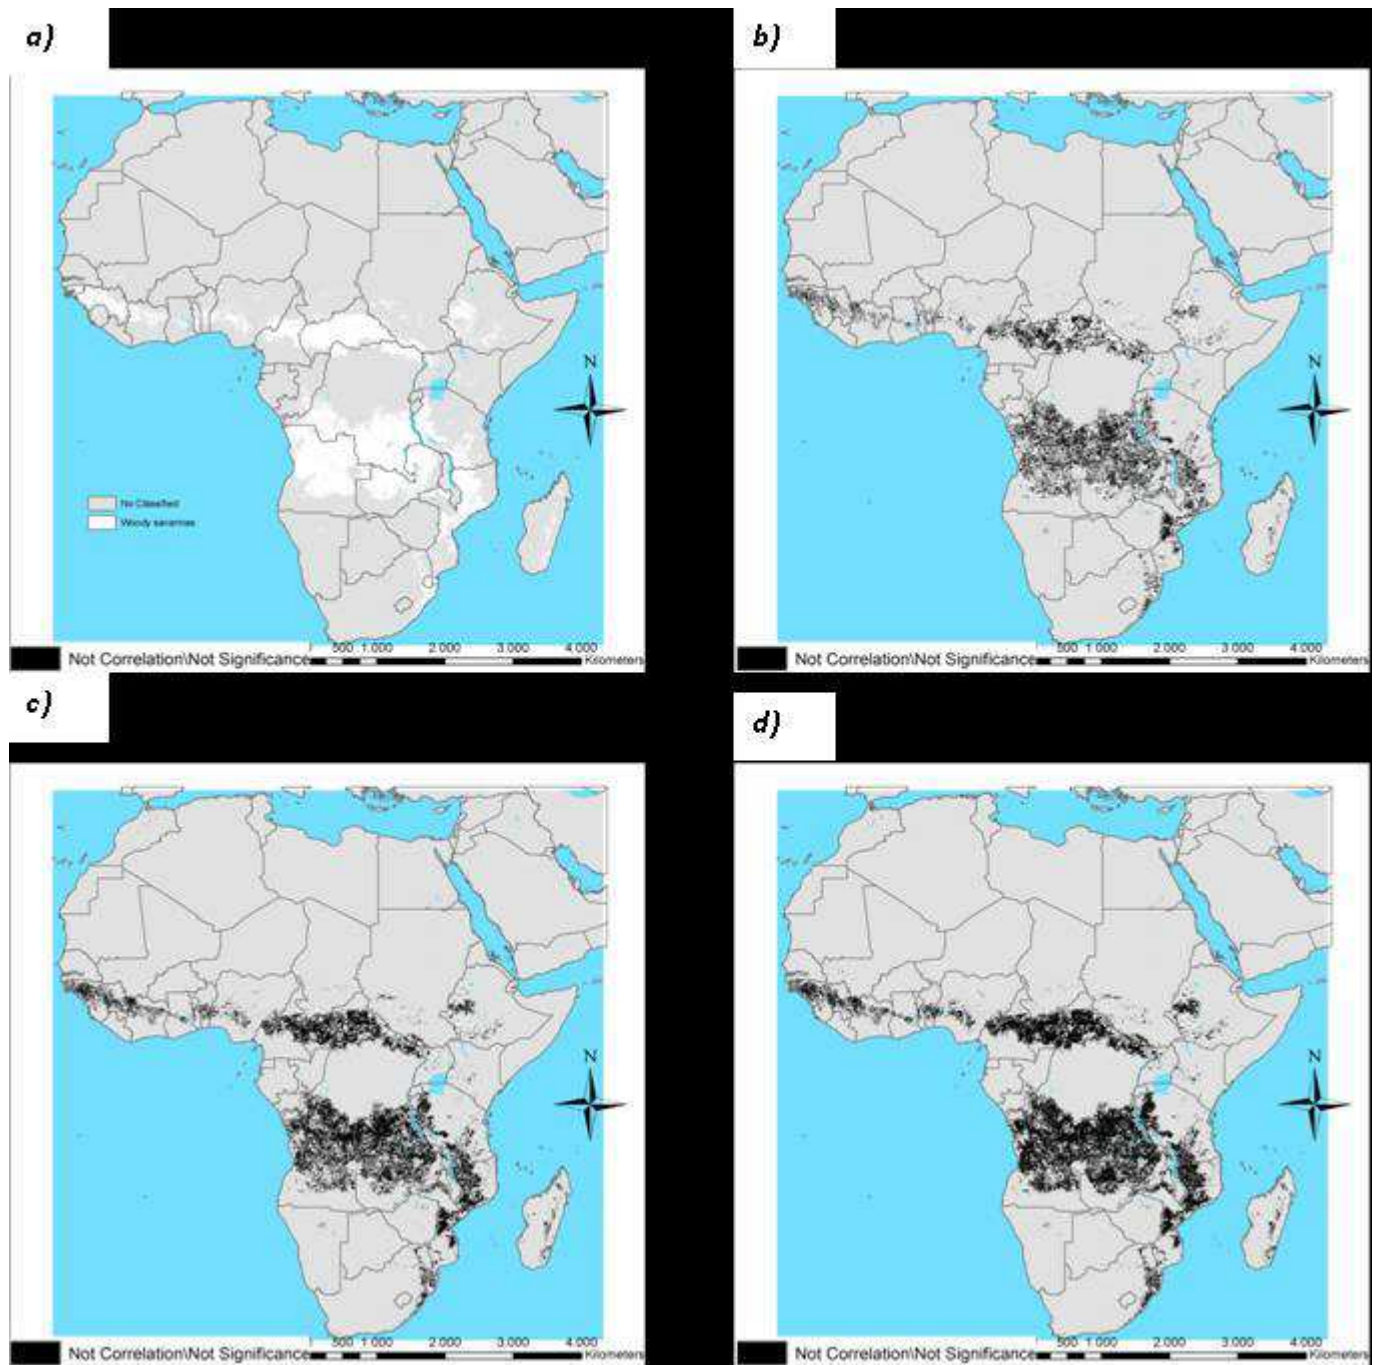 a)
b)
N
N
No Classified
Woody savannas
500 1 000 2 000 3 000 4 000
Not Correlation\Not Significance
Kilometers
500 1 000 2 000 3 000 4 000
Not Correlation\Not Significance
Kilometers
c)
d)
N
N
500 1 000 2 000 3 000 4 000
Not Correlation\Not Significance
Kilometers
500 1 000 2 000 3 000 4 000
Not Correlation\Not Significance
Kilometers